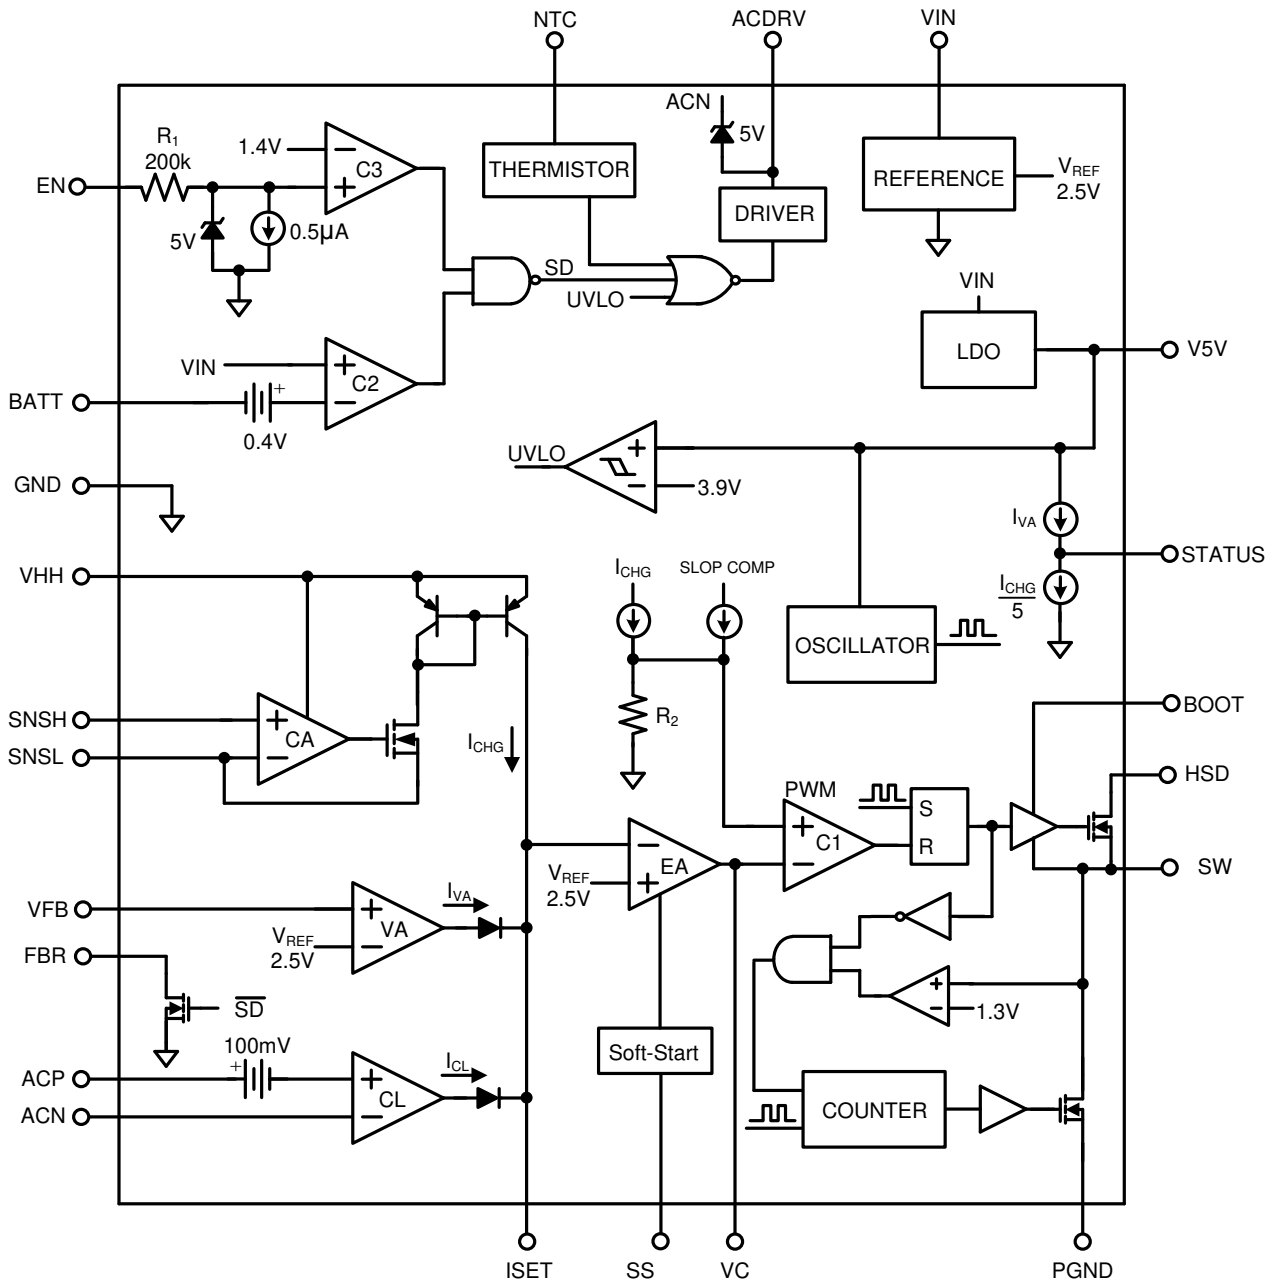 NTC
ACDRV
VIN
ACN
5V
R1
200k
1.4V
C3
EN
THERMISTOR
REFERENCE
VREF
2.5V
DRIVER
5V
0.5µA
SD
UVLO
VIN
LDO
V5V
VIN
C2
BATT
0.4V
UVLO
3.9V
GND
IVA
STATUS
VHH
ICHG
SLOP COMP
ICHG
5
OSCILLATOR
BOOT
SNSH
CA
R2
SNSL
ICHG
HSD
PWM
S
C1
R
EA
VREF
2.5V
SW
IVA
VFB
VA
VREF
2.5V
FBR
SD
1.3V
100mV
Soft-Start
ICL
ACP
CL
COUNTER
ACN
ISET
SS
VC
PGND